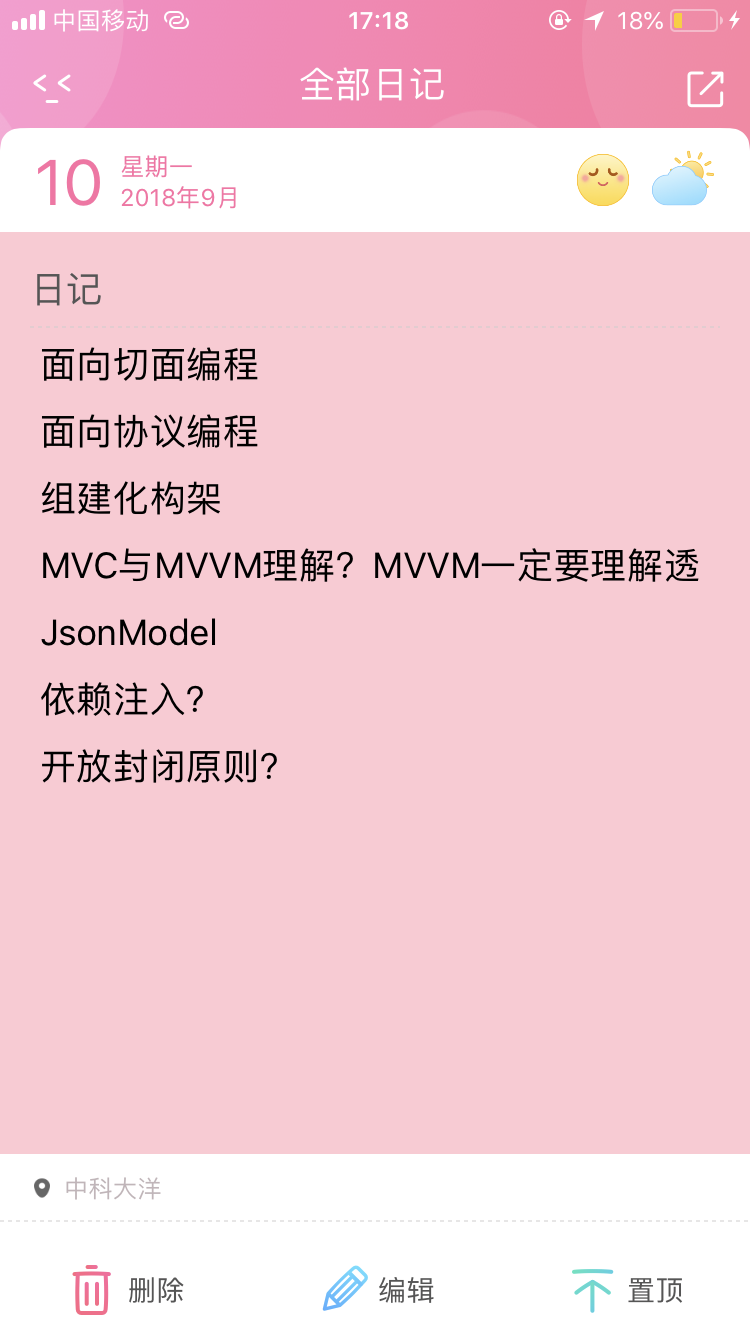 中国移动 17:18 18%
全部日记
10 星期一
2018年9月
日记
面向切面编程
面向协议编程
组建化构架
MVC与MVVM理解？MVVM一定要理解透
JsonModel
依赖注入?
开放封闭原则?
中科大洋
删除 编辑 置顶